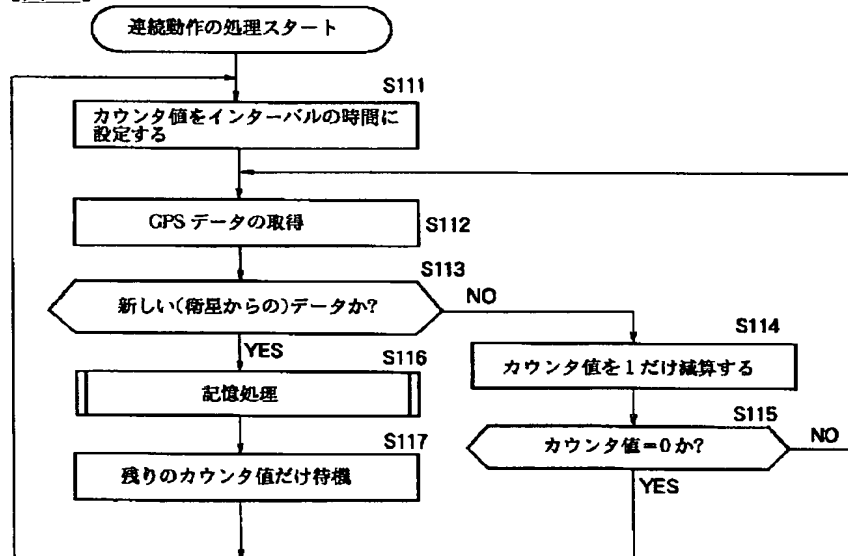 連続動作の処理スタート
S111
カウンタ値をインターバルの時間に
設定する
GPS データの取得
S112
S113
新しい(衛星からの)データか?
NO
YES
S114
カウンタ値を1だけ減算する
S116
記憶処理
S115
カウンタ値=0か?
NO
YES
S117
残りのカウンタ値だけ待機